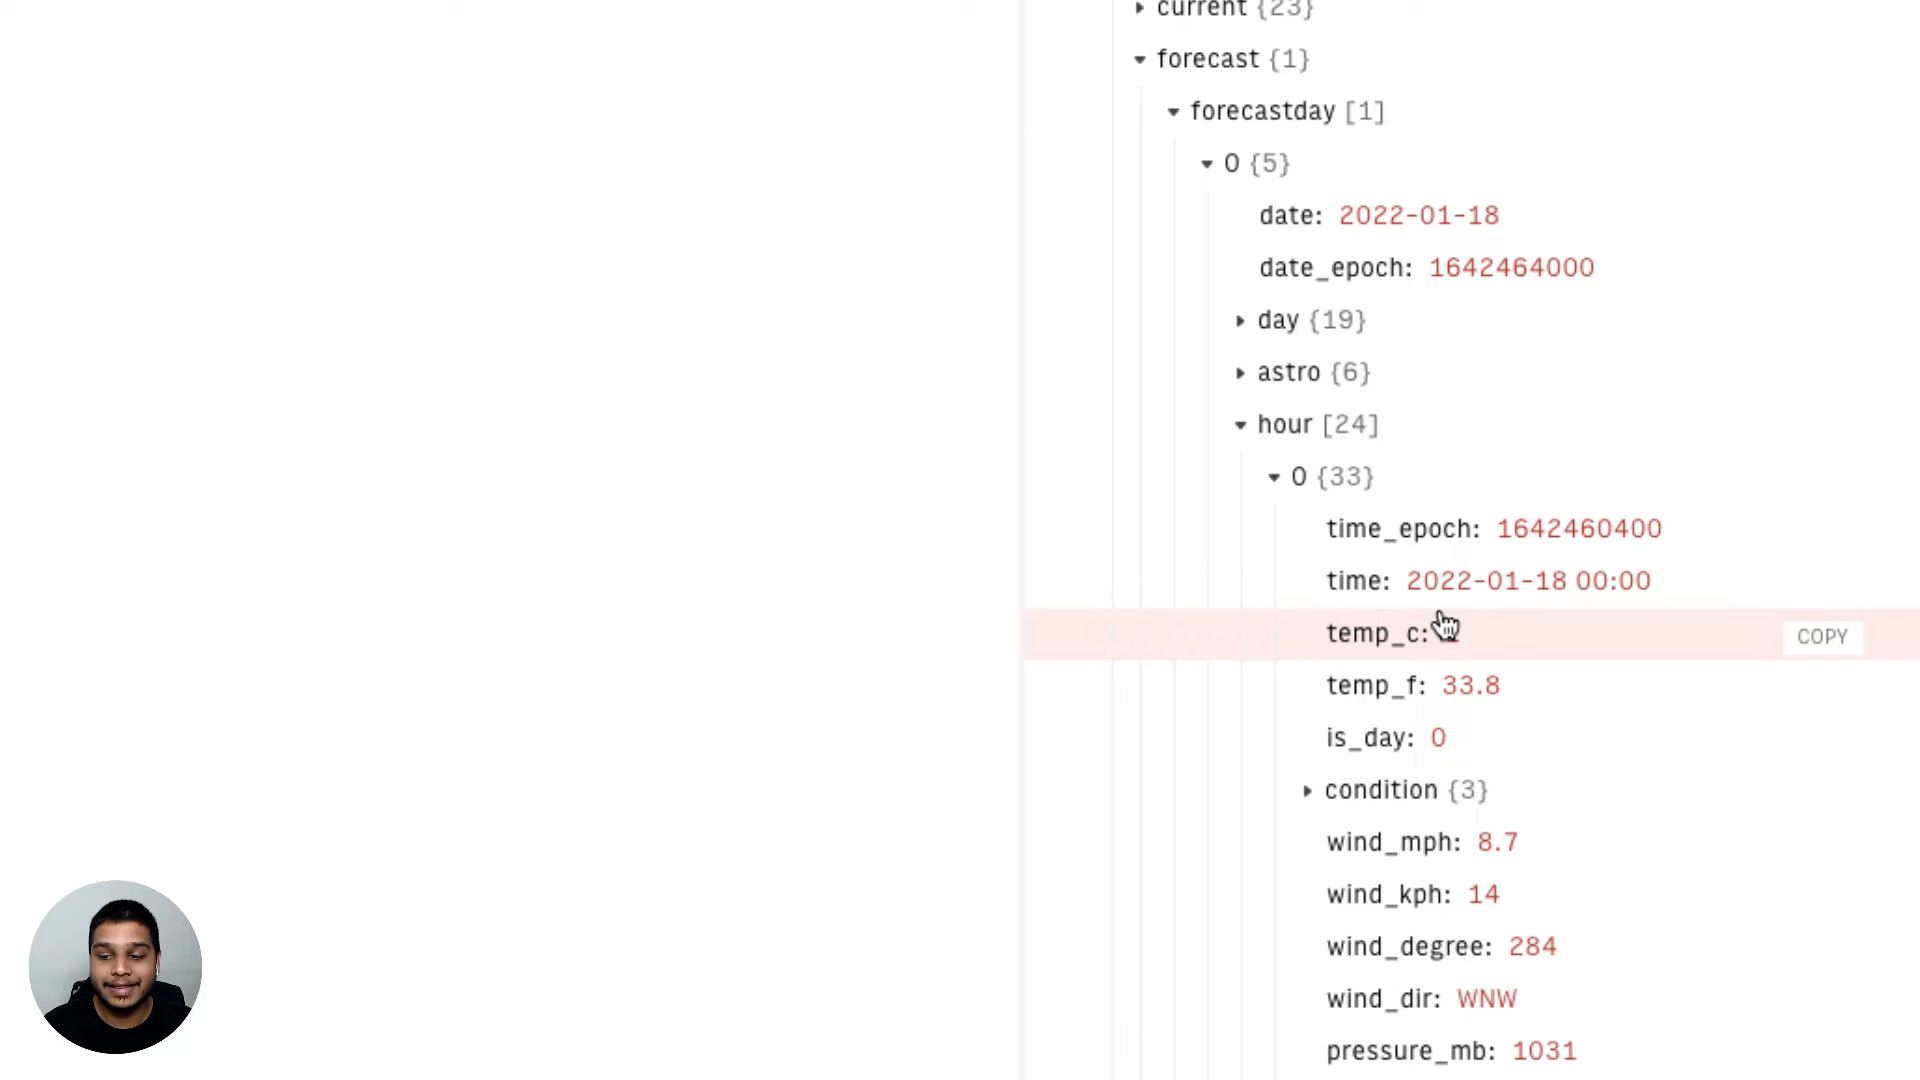 current {23}
forecast {1}
forecastday [1]
0 {5}
date: 2022-01-18
date_epoch: 1642464000
day {19}
astro {6}
hour [24]
0 {33}
time_epoch: 1642460400
time: 2022-01-18 00:00
temp_c:
COPY
temp_f: 33.8
is_day: 0
condition {3}
wind_mph: 8.7
wind_kph: 14
wind_degree: 284
wind_dir: WNW
pressure_mb: 1031